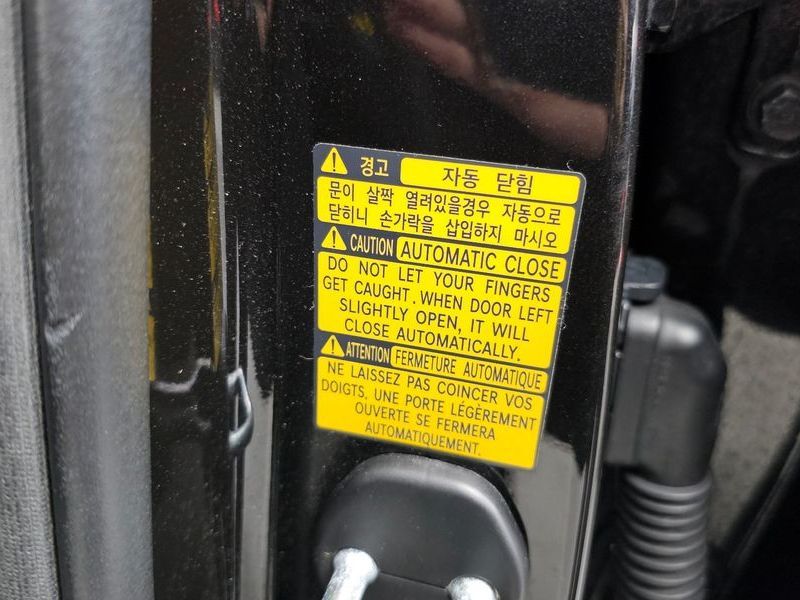 경고 자동 닫힘
문이 살짝 열려있을경우 자동으로
닫히니 손가락을 삽입하지 마시오
CAUTION AUTOMATIC CLOSE
DO NOT LET YOUR FINGERS
GET CAUGHT. WHEN DOOR LEFT
SLIGHTLY OPEN, IT WILL
CLOSE AUTOMATICALLY.
ATTENTION FERMETURE AUTOMATIQUE
NE LAISSEZ PAS COINCER VOS
DOIGTS. UNE PORTE LÉGÈREMENT
OUVERTE SE FERMERA
AUTOMATIQUEMENT.